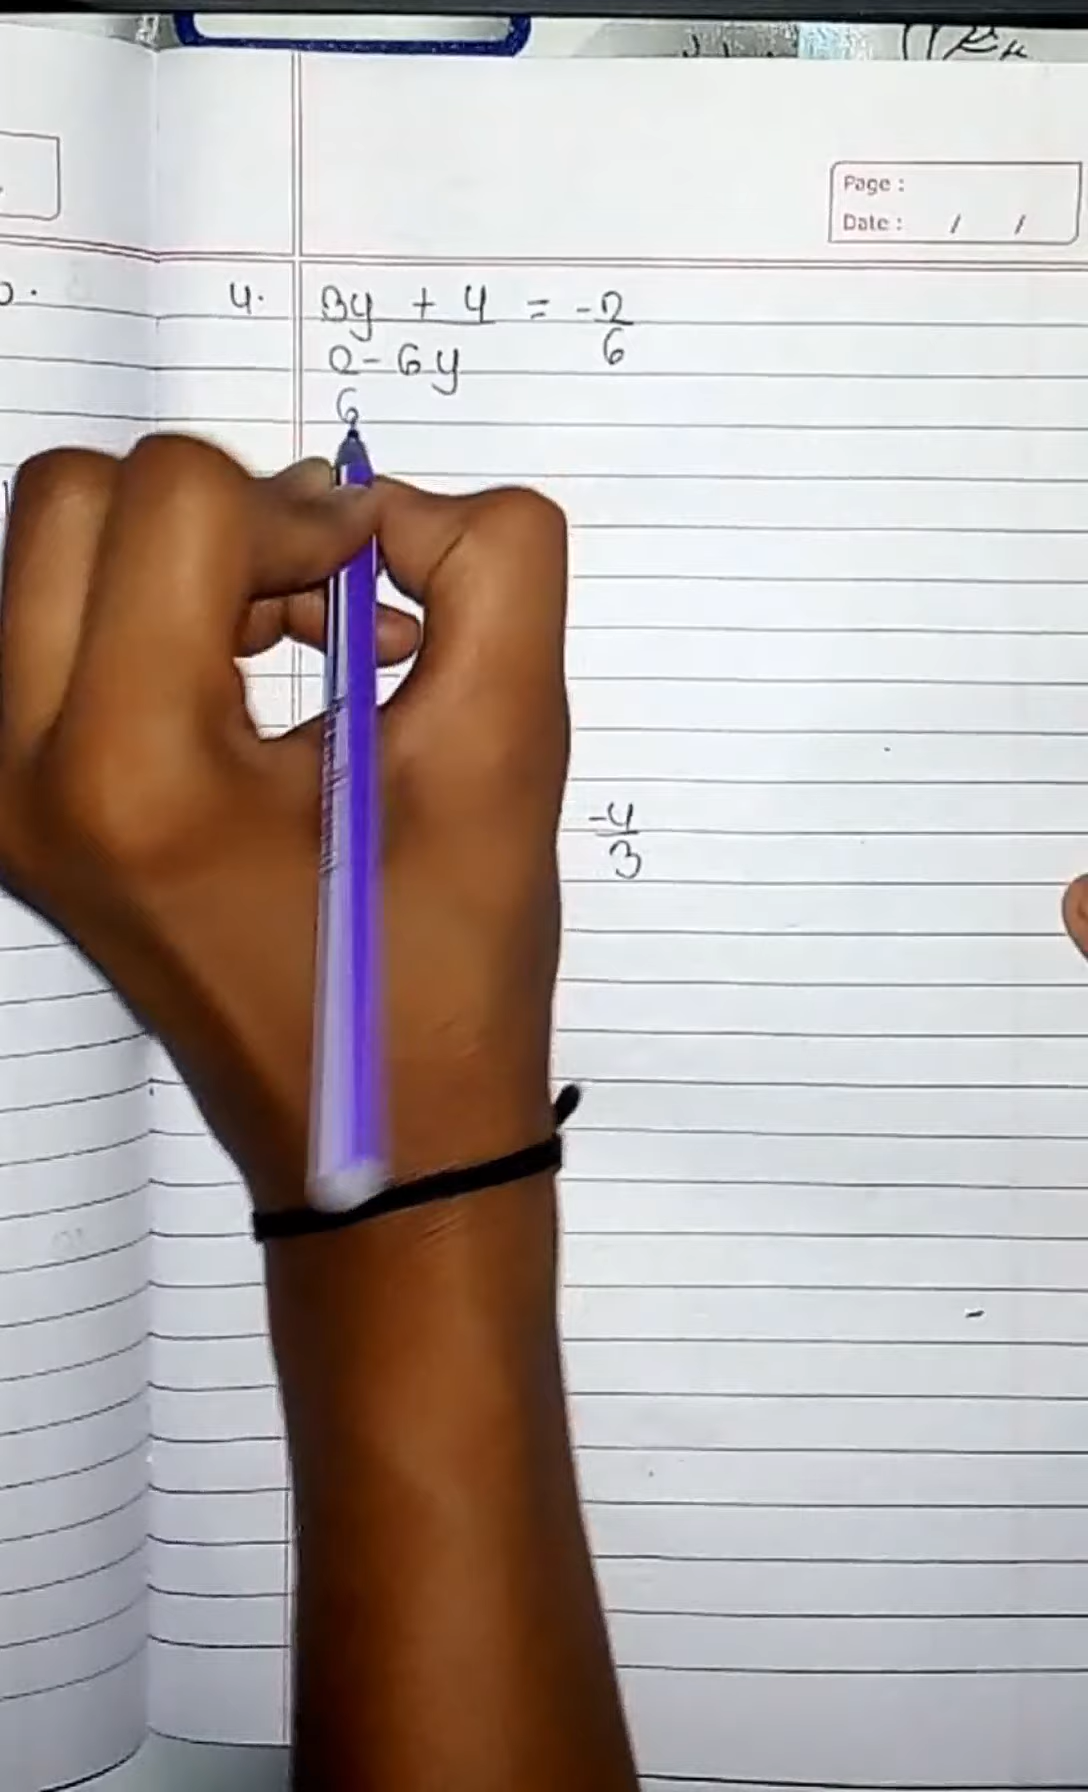 Page :
Date : / /
4. 3y + 4 = -2
2 - 6y 6
6
-4
3